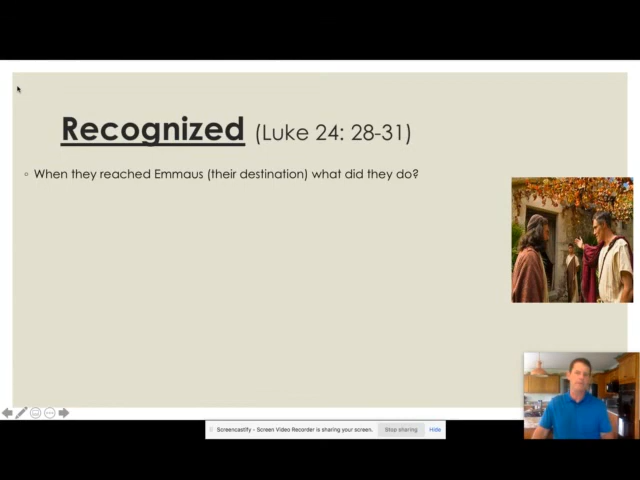 Recognized (Luke 24: 28-31)
◦ When they reached Emmaus (their destination) what did they do?
Screencastify - Screen Video Recorder is sharing your screen. Stop sharing Hide